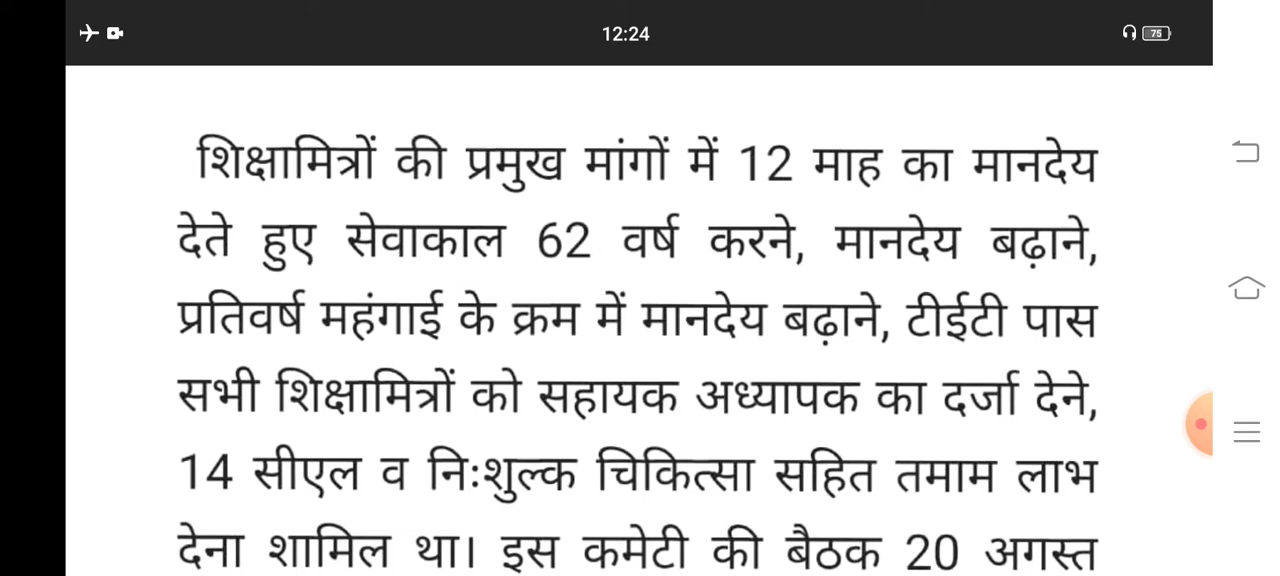 12:24
75
शिक्षामित्रों की प्रमुख मांगों में 12 माह का मानदेय
देते हुए सेवाकाल 62 वर्ष करने, मानदेय बढ़ाने,
प्रतिवर्ष महंगाई के क्रम में मानदेय बढ़ाने, टीईटी पास
सभी शिक्षामित्रों को सहायक अध्यापक का दर्जा देने,
14 सीएल व निःशुल्क चिकित्सा सहित तमाम लाभ
देना शामिल था। इस कमेटी की बैठक 20 अगस्त